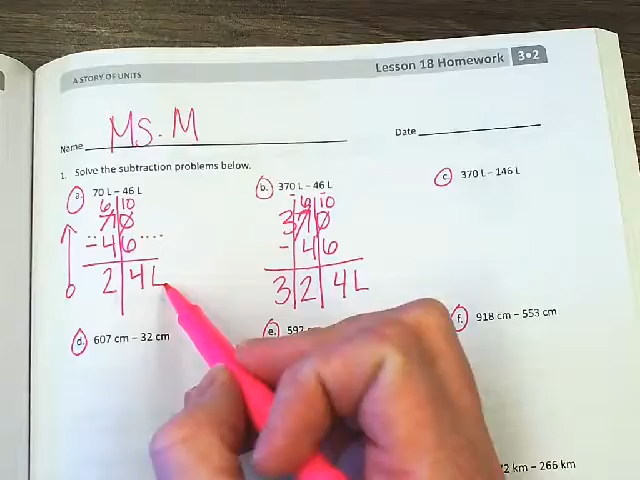 A STORY OF UNITS
Lesson 18 Homework 3•2
Name Ms. M
Date
1. Solve the subtraction problems below.
a. 70 L – 46 L
6 10
7 0
- 4 6
2 4 L
b. 370 L – 46 L
6 10
3 7 0
- 4 6
3 2 4 L
c. 370 L – 146 L
d. 607 cm – 32 cm
e. 592
f. 918 cm – 553 cm
2 km – 266 km